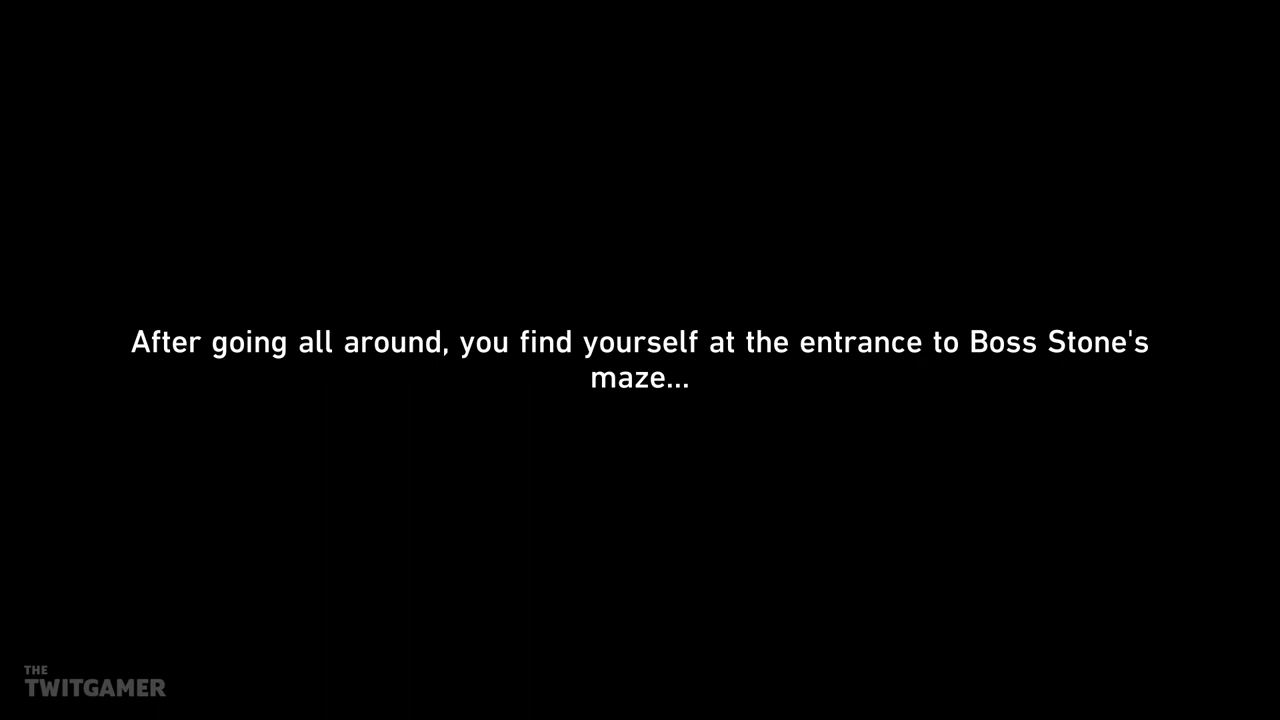 After going all around, you find yourself at the entrance to Boss Stone's
maze...
THE
TWITGAMER